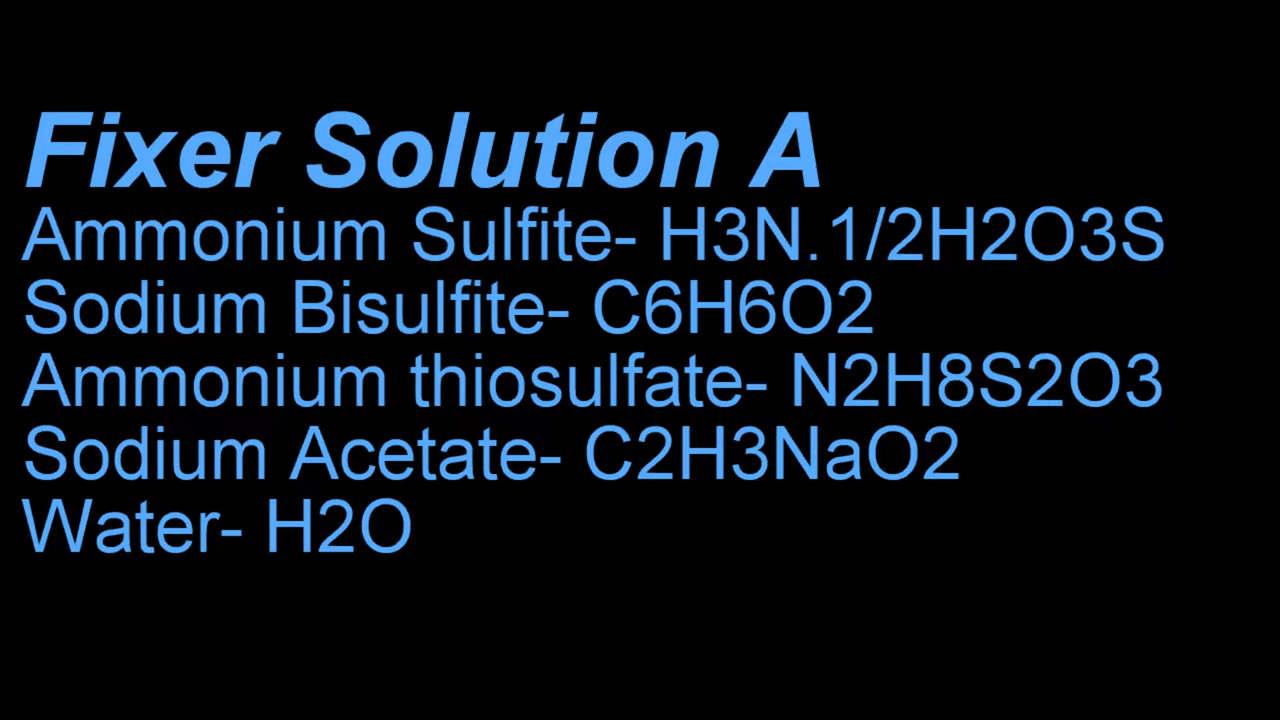 Fixer Solution A
Ammonium Sulfite- H3N.1/2H2O3S
Sodium Bisulfite- C6H6O2
Ammonium thiosulfate- N2H8S2O3
Sodium Acetate- C2H3NaO2
Water- H2O